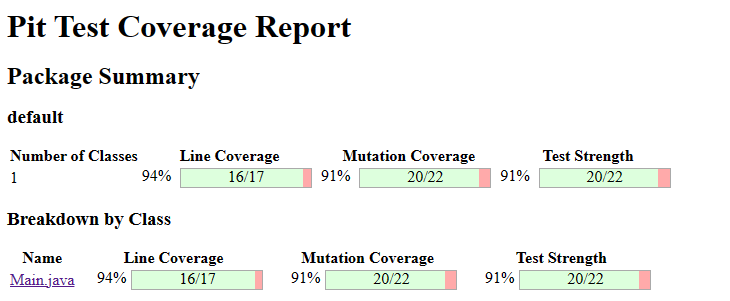 Pit Test Coverage Report
Package Summary
default
Number of Classes Line Coverage Mutation Coverage Test Strength
1 94% 16/17 91% 20/22 91% 20/22
Breakdown by Class
Name Line Coverage Mutation Coverage Test Strength
Main.java 94% 16/17 91% 20/22 91% 20/22